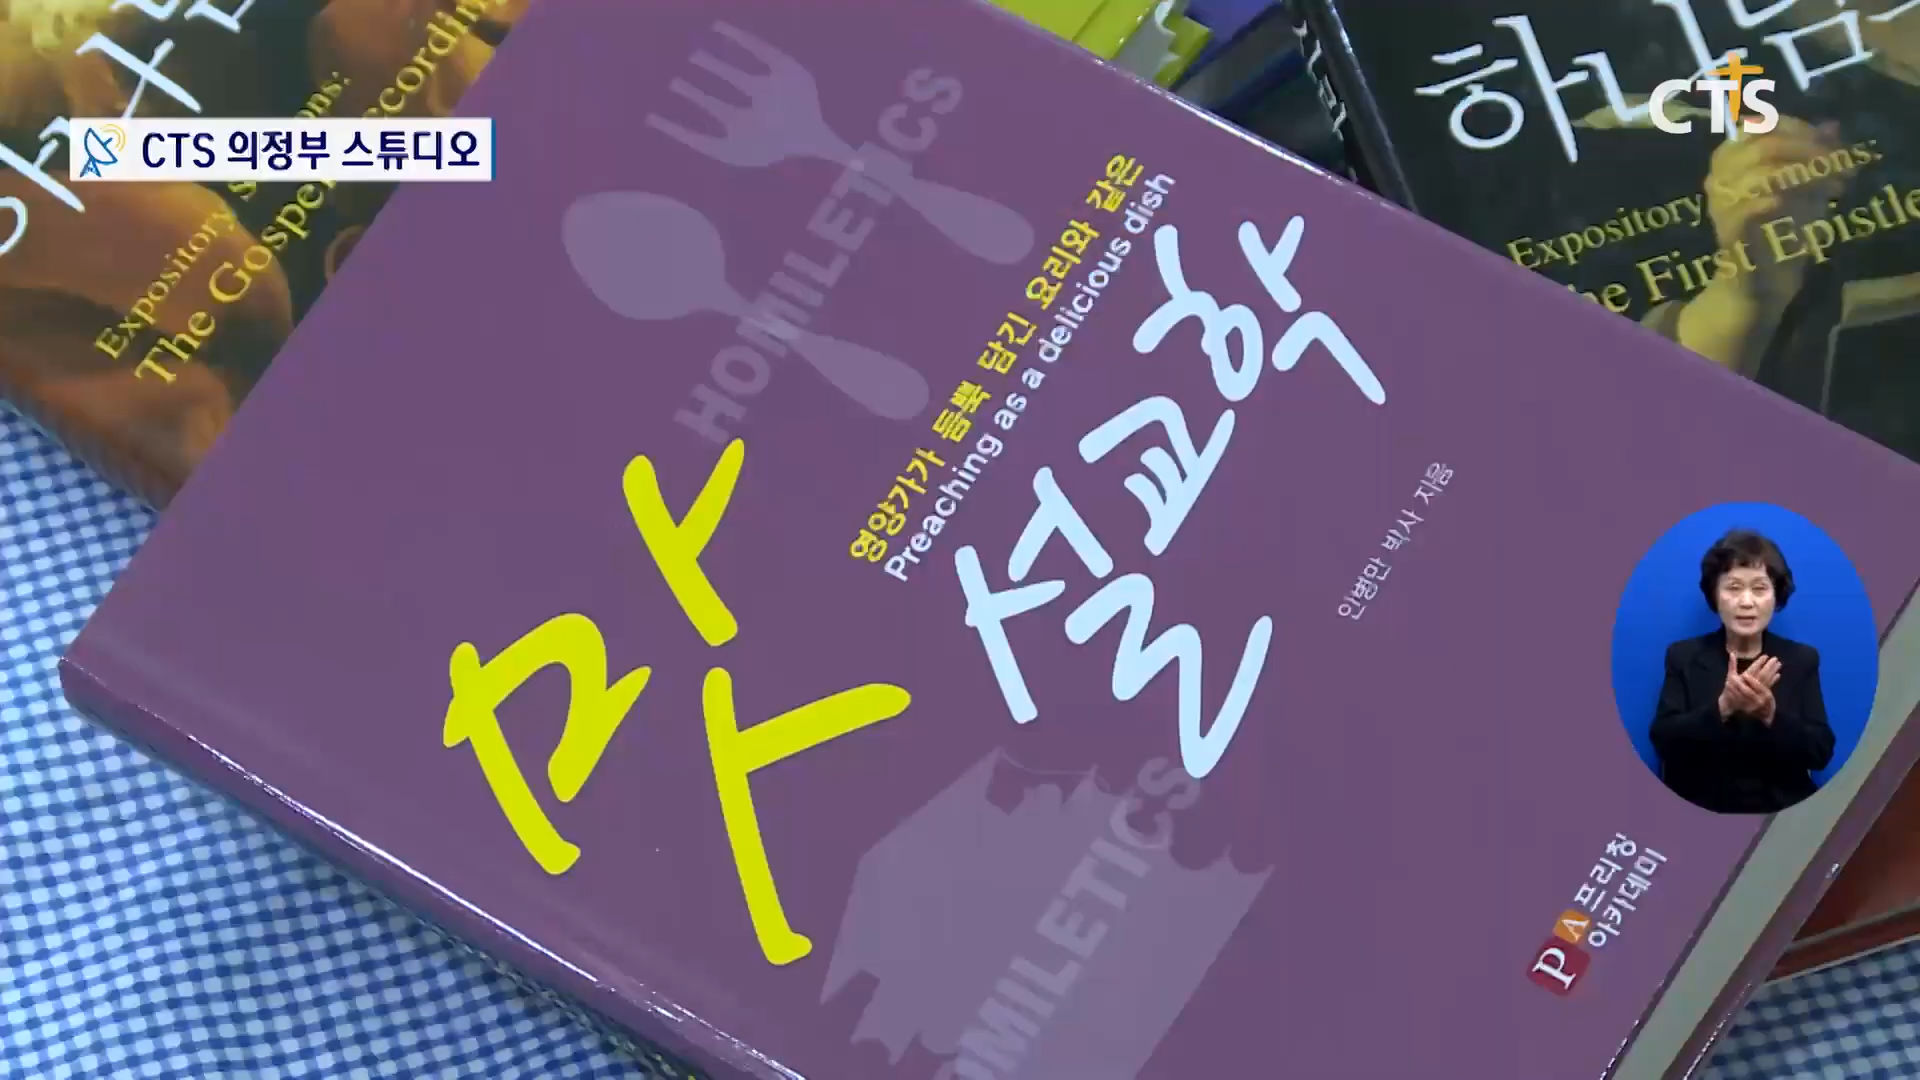 CTS 의정부 스튜디오
CTS
Expository
The Gospel According
하나님
Expository Sermons:
The First Epistle
HOMILETICS
영양가가 듬뿍 담긴 요리와 같은
Preaching as a delicious dish
맛
설교학
안병만 박사 지음
HOMILETICS
PA 프리칭
아카데미